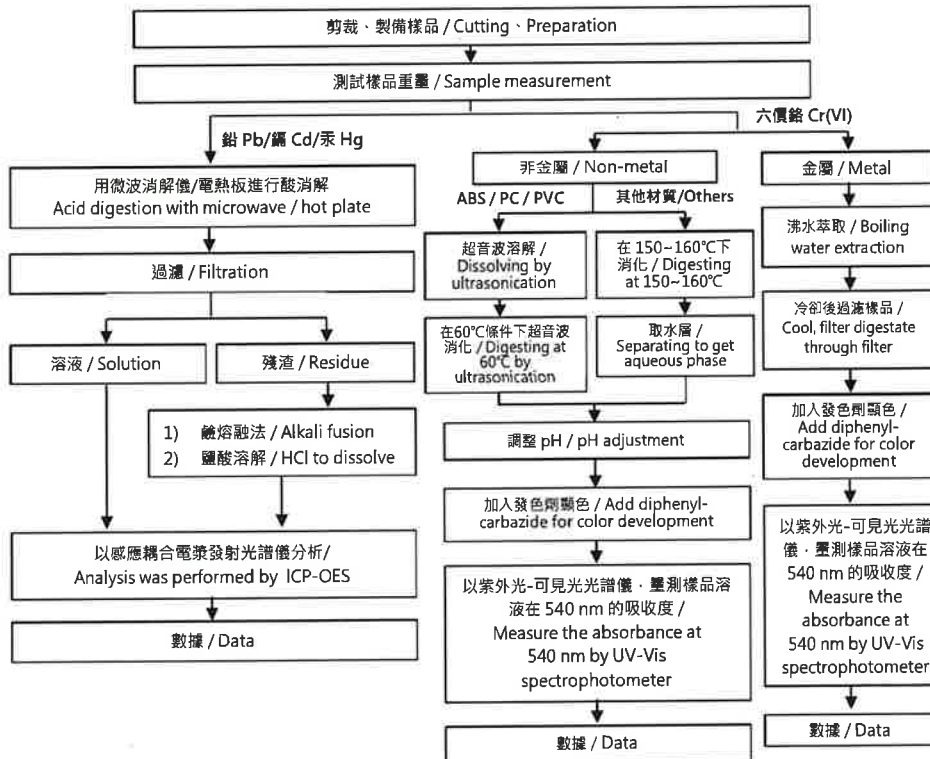 剪裁、製備樣品 / Cutting、Preparation
測試樣品重量 / Sample measurement
鉛 Pb/鎘 Cd/汞 Hg
用微波消解儀/電熱板進行酸消解
Acid digestion with microwave / hot plate
過濾 / Filtration
溶液 / Solution
殘渣 / Residue
1) 鹼熔融法 / Alkali fusion
2) 鹽酸溶解 / HCl to dissolve
以感應耦合電漿發射光譜儀分析/
Analysis was performed by ICP-OES
數據 / Data
六價鉻 Cr(VI)
非金屬 / Non-metal
ABS / PC / PVC
超音波溶解 /
Dissolving by
ultrasonication
在60℃條件下超音波
消化 / Digesting at
60℃ by
ultrasonication
其他材質/Others
在 150~160℃下
消化 / Digesting
at 150~160℃
取水層 /
Separating to get
aqueous phase
調整 pH / pH adjustment
加入發色劑顯色 / Add diphenyl-
carbazide for color development
以紫外光-可見光光譜儀，量測樣品溶
液在 540 nm 的吸收度 /
Measure the absorbance at
540 nm by UV-Vis
spectrophotometer
數據 / Data
金屬 / Metal
沸水萃取 / Boiling
water extraction
冷卻後過濾樣品 /
Cool, filter digestate
through filter
加入發色劑顯色 /
Add diphenyl-
carbazide for color
development
以紫外光-可見光光譜
儀，量測樣品溶液在
540 nm 的吸收度 /
Measure the
absorbance at
540 nm by UV-Vis
spectrophotometer
數據 / Data